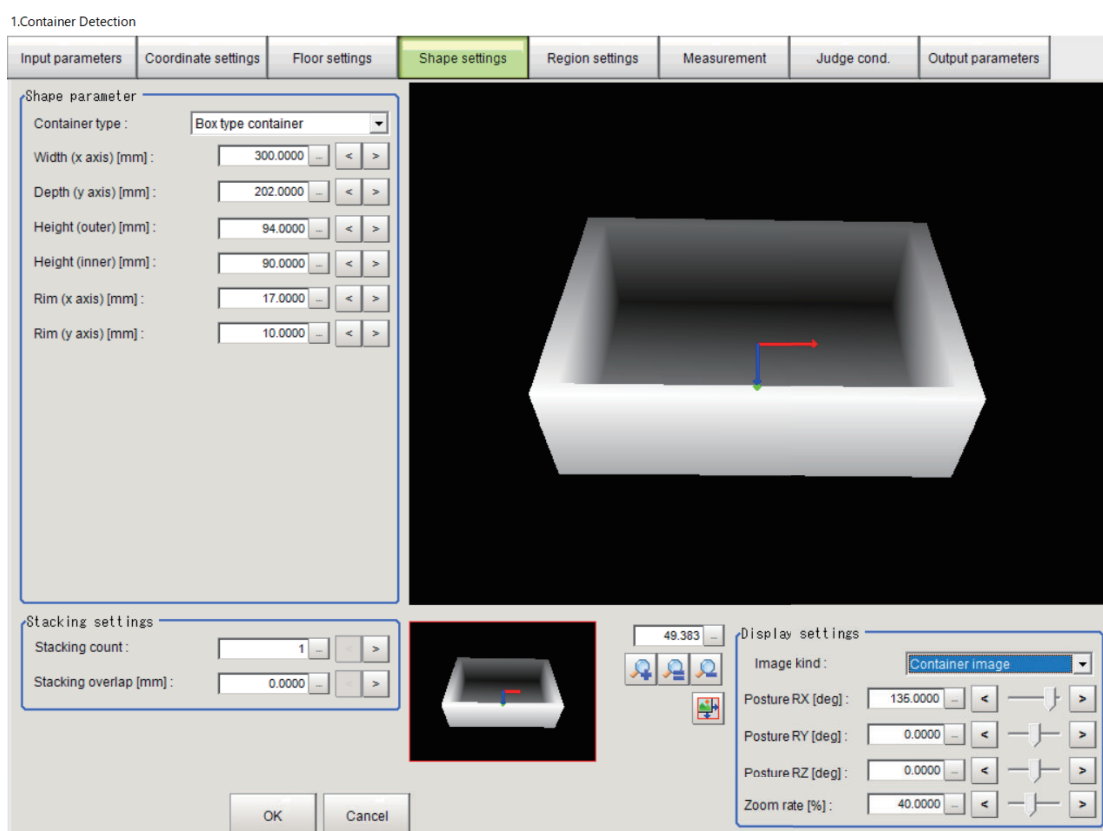 1.Container Detection
Input parameters Coordinate settings Floor settings Shape settings Region settings Measurement Judge cond. Output parameters
Shape parameter
Container type : Box type container
Width (x axis) [mm] : 300.0000 ... < >
Depth (y axis) [mm] : 202.0000 ... < >
Height (outer) [mm] : 94.0000 ... < >
Height (inner) [mm] : 90.0000 ... < >
Rim (x axis) [mm] : 17.0000 ... < >
Rim (y axis) [mm] : 10.0000 ... < >
Stacking settings
Stacking count : 1 ... < >
Stacking overlap [mm] : 0.0000 ... < >
49.383 ...
Display settings
Image kind : Container image
Posture RX [deg] : 135.0000 ... < >
Posture RY [deg] : 0.0000 ... < >
Posture RZ [deg] : 0.0000 ... < >
Zoom rate [%] : 40.0000 ... < >
OK Cancel